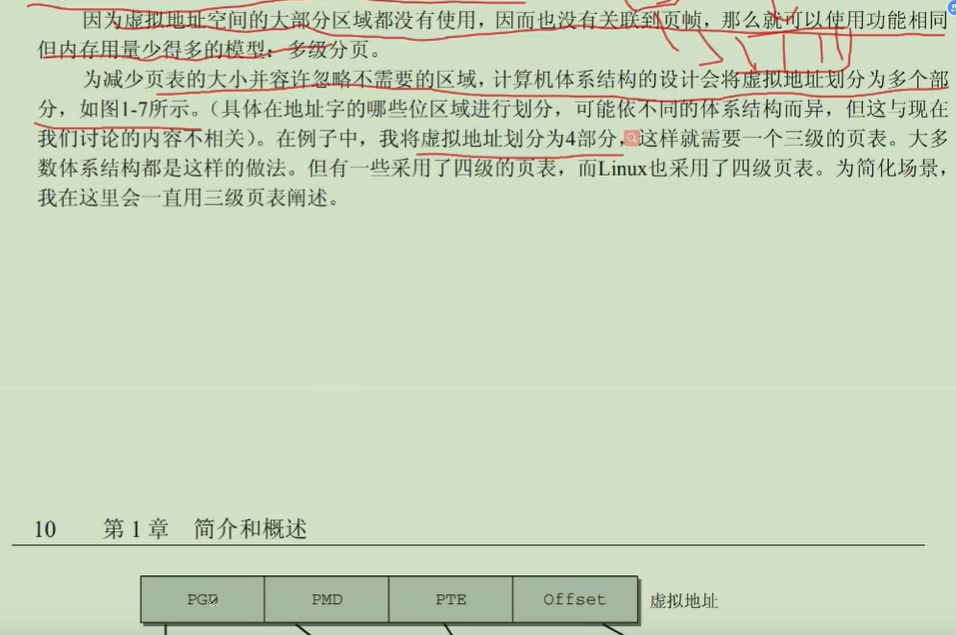 因为虚拟地址空间的大部分区域都没有使用，因而也没有关联到页帧，那么就可以使用功能相同
但内存用量少得多的模型：多级分页。
为减少页表的大小并容许忽略不需要的区域，计算机体系结构的设计会将虚拟地址划分为多个部
分，如图1-7所示。（具体在地址字的哪些位区域进行划分，可能依不同的体系结构而异，但这与现在
我们讨论的内容不相关）。在例子中，我将虚拟地址划分为4部分，这样就需要一个三级的页表。大多
数体系结构都是这样的做法。但有一些采用了四级的页表，而Linux也采用了四级页表。为简化场景，
我在这里会一直用三级页表阐述。
10 第1章 简介和概述
PGD PMD PTE Offset 虚拟地址